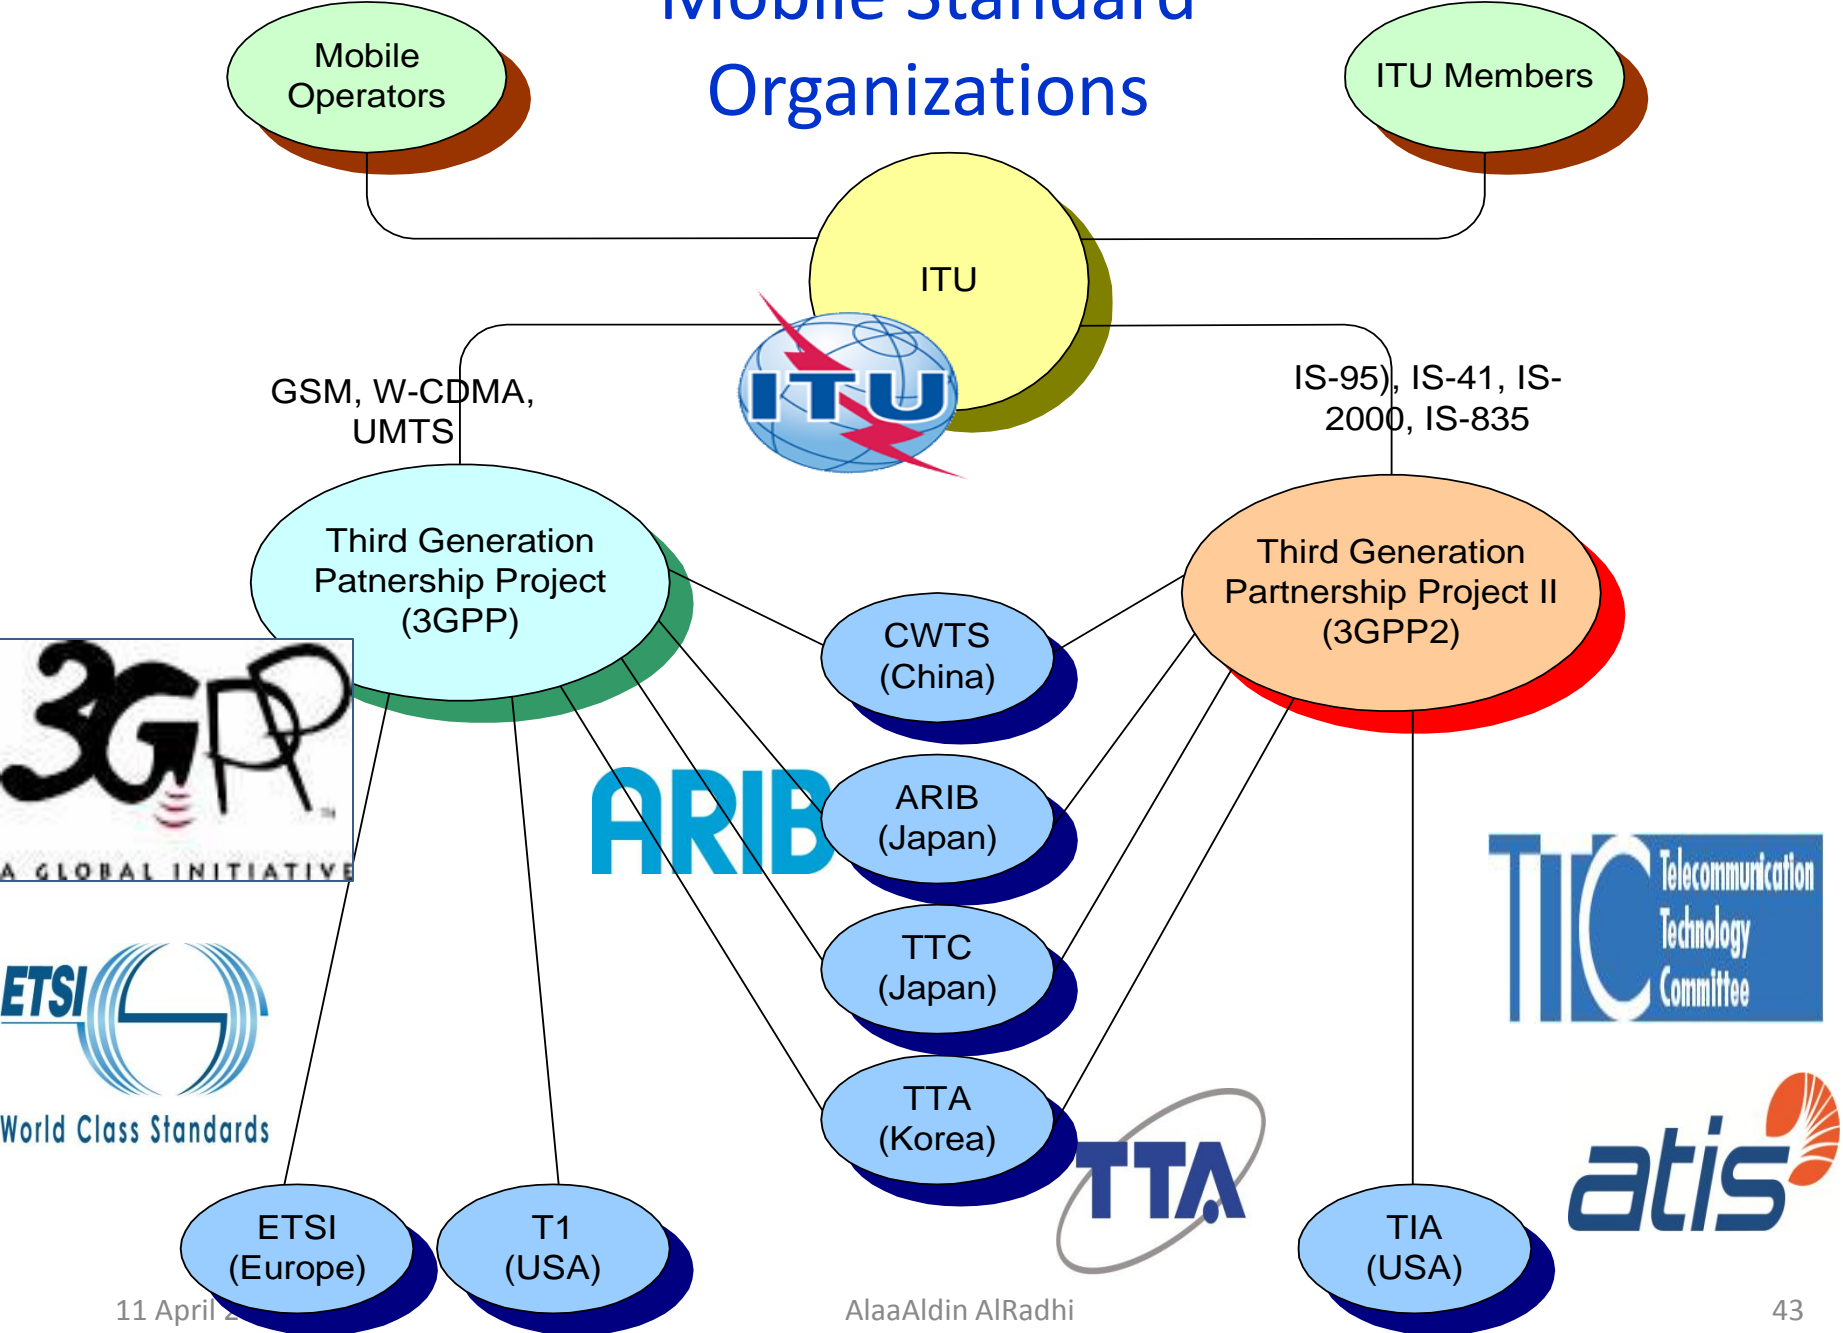 Mobile Standard
Organizations
Mobile
Operators
ITU Members
ITU
ITU
GSM, W-CDMA,
UMTS
IS-95), IS-41, IS-
2000, IS-835
Third Generation
Patnership Project
(3GPP)
Third Generation
Partnership Project II
(3GPP2)
CWTS
(China)
3GPP
TM
A GLOBAL INITIATIVE
ARIB
ARIB
(Japan)
TTC
Telecommunication
Technology
Committee
TTC
(Japan)
ETSI
World Class Standards
TTA
(Korea)
TTA
atis
ETSI
(Europe)
T1
(USA)
TIA
(USA)
11 April
AlaaAldin AlRadhi
43